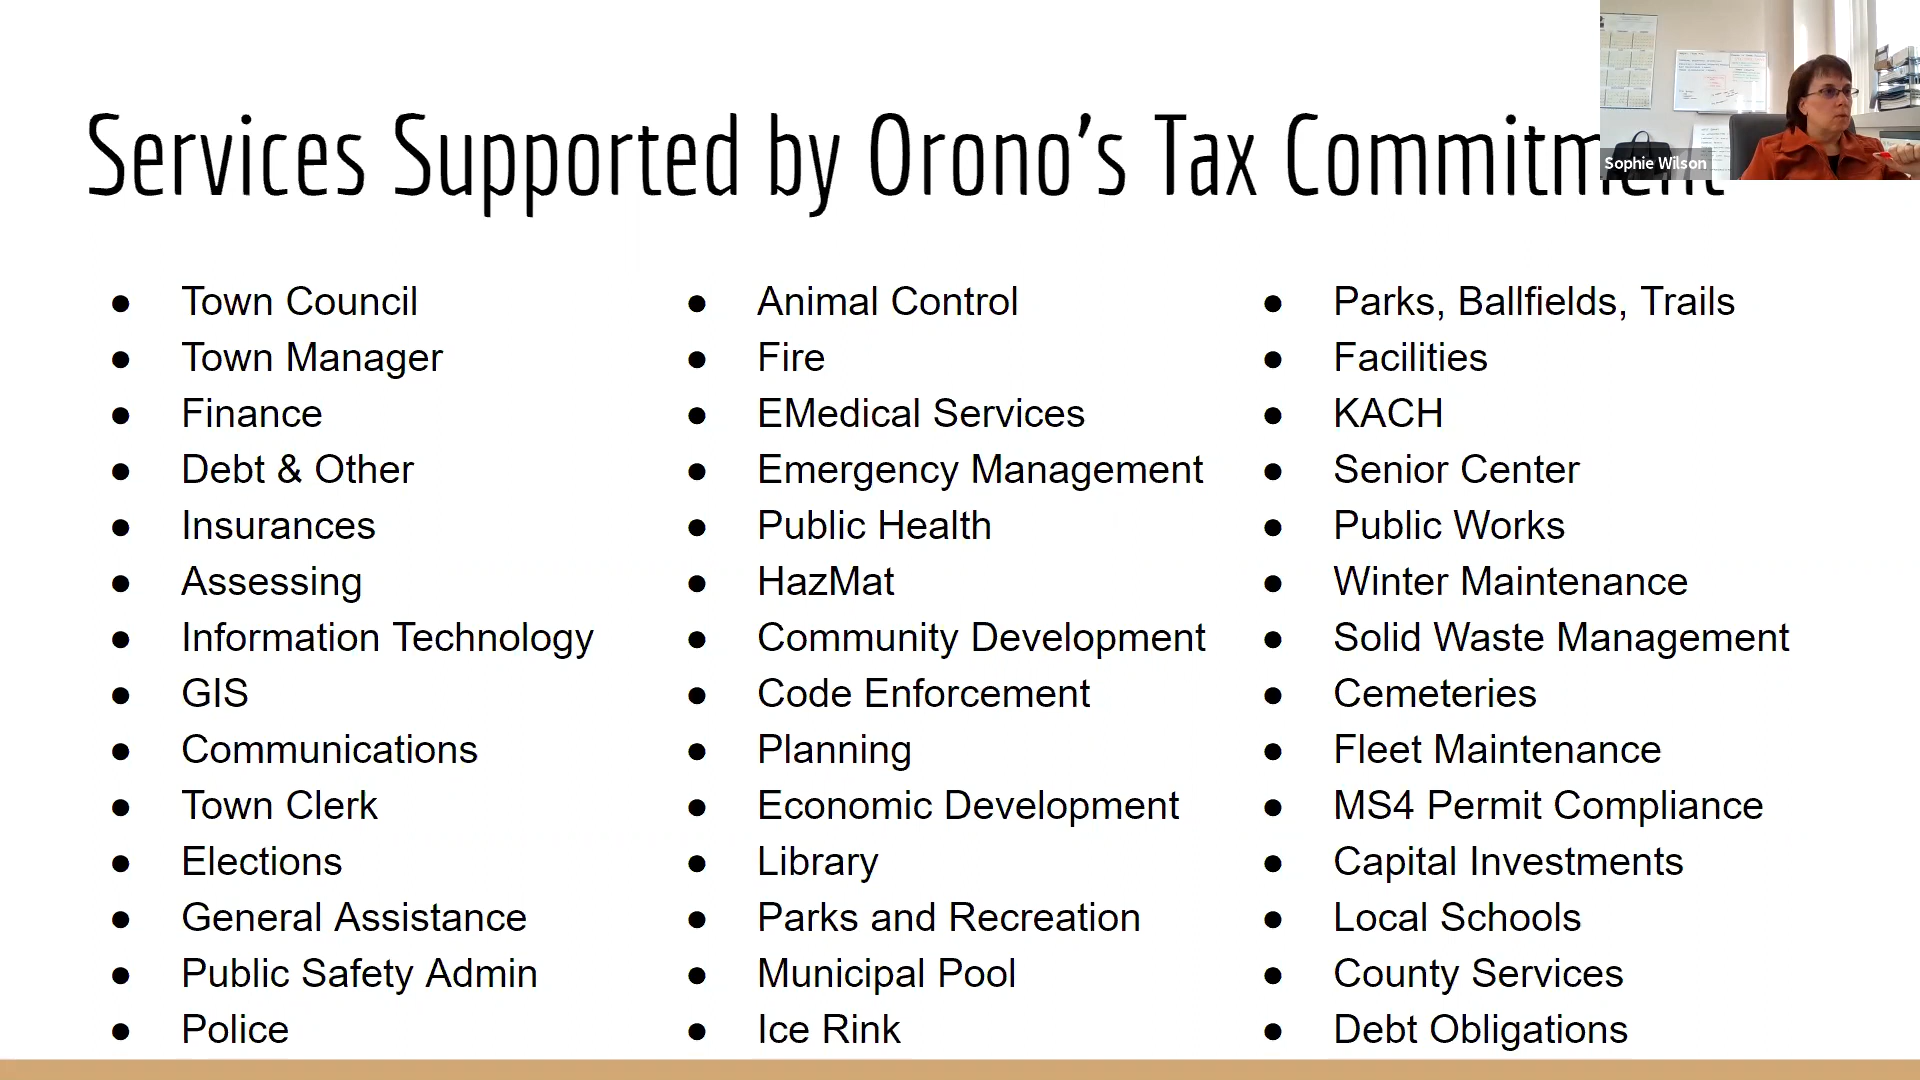 Services Supported by Orono's Tax Commitment
Sophie Wilson
Town Council
Town Manager
Finance
Debt & Other
Insurances
Assessing
Information Technology
GIS
Communications
Town Clerk
Elections
General Assistance
Public Safety Admin
Police
Animal Control
Fire
EMedical Services
Emergency Management
Public Health
HazMat
Community Development
Code Enforcement
Planning
Economic Development
Library
Parks and Recreation
Municipal Pool
Ice Rink
Parks, Ballfields, Trails
Facilities
KACH
Senior Center
Public Works
Winter Maintenance
Solid Waste Management
Cemeteries
Fleet Maintenance
MS4 Permit Compliance
Capital Investments
Local Schools
County Services
Debt Obligations